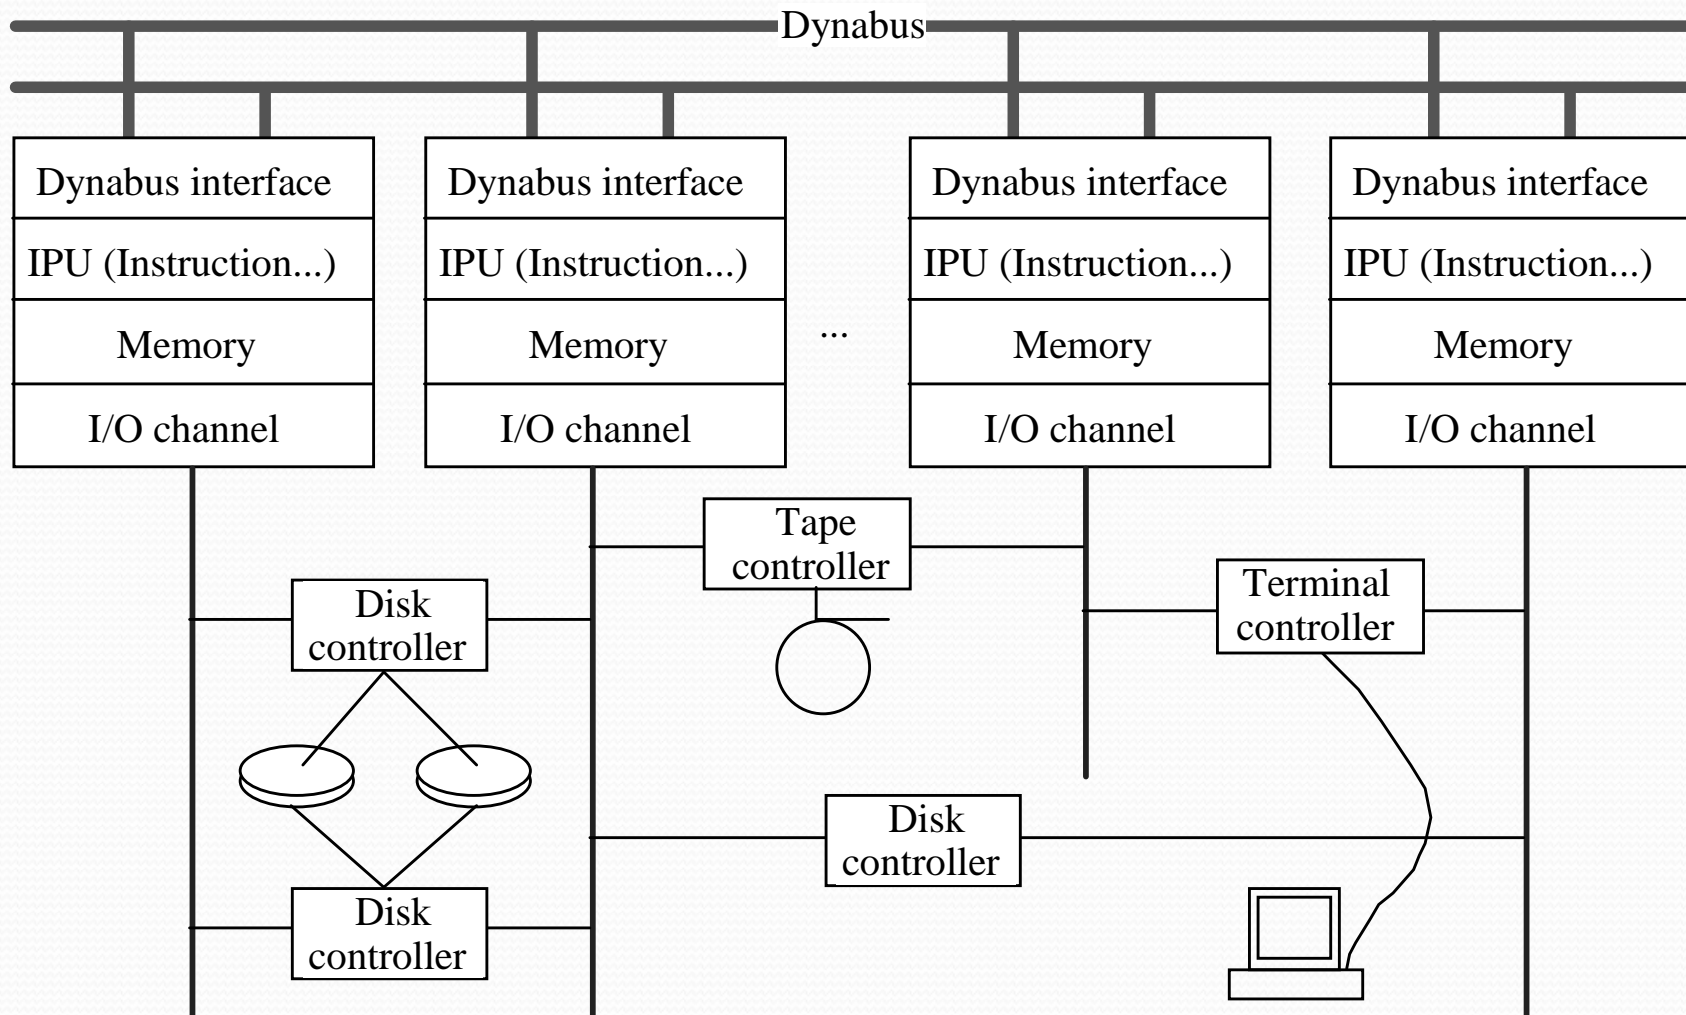 Dynabus
Dynabus interface
Dynabus interface
Dynabus interface
Dynabus interface
IPU (Instruction...)
IPU (Instruction...)
IPU (Instruction...)
IPU (Instruction...)
Memory
Memory
...
Memory
Memory
I/O channel
I/O channel
I/O channel
I/O channel
Tape
controller
Terminal
controller
Disk
controller
Disk
controller
Disk
controller